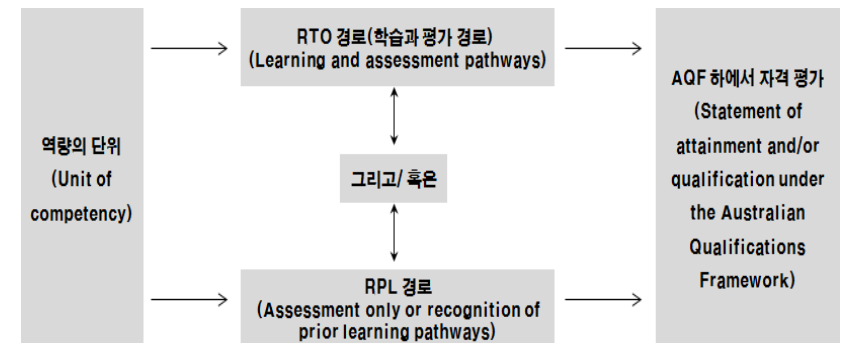 역량의 단위
(Unit of
competency)
RTO 경로(학습과 평가 경로)
(Learning and assessment pathways)
그리고/ 혹은
RPL 경로
(Assessment only or recognition of
prior learning pathways)
AQF 하에서 자격 평가
(Statement of
attainment and/or
qualification under
the Australian
Qualifications
Framework)